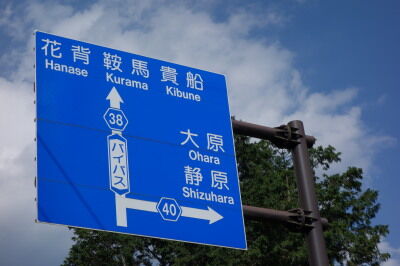 花背 鞍馬 貴船
Hanase Kurama Kibune
38
バイパス
大原
Ohara
静原
Shizuhara
40